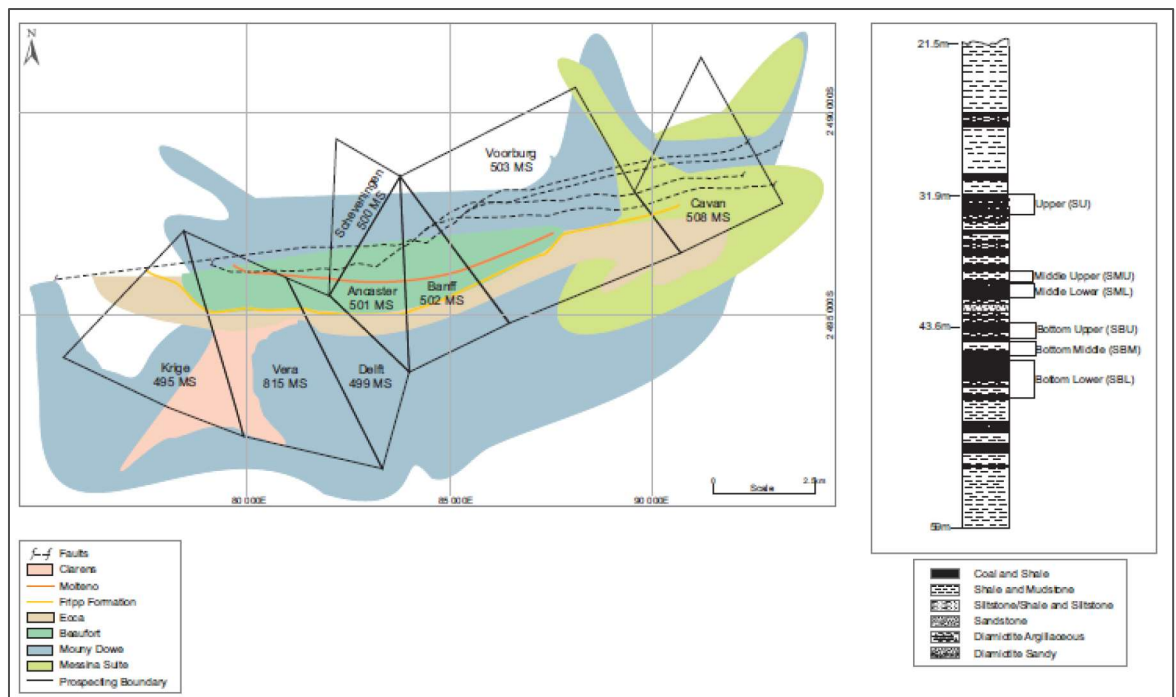 N
Voorburg
503 MS
Scheveningen
500 MS
Cavan
508 MS
Ancaster
501 MS
Banff
502 MS
Krige
495 MS
Vera
815 MS
Delft
499 MS
2 490 000S
2 495 000S
80 000E
85 000E
90 000E
0
2.5km
Scale
21.5m
31.9m
43.6m
59m
Upper (SU)
Middle Upper (SMU)
Middle Lower (SML)
Bottom Upper (SBU)
Bottom Middle (SBM)
Bottom Lower (SBL)
Faults
Clarens
Molteno
Fripp Formation
Ecca
Beaufort
Mouny Dowe
Messina Suite
Prospecting Boundary
Coal and Shale
Shale and Mudstone
Siltstone/Shale and Siltstone
Sandstone
Diamictite Argillaceous
Diamictite Sandy